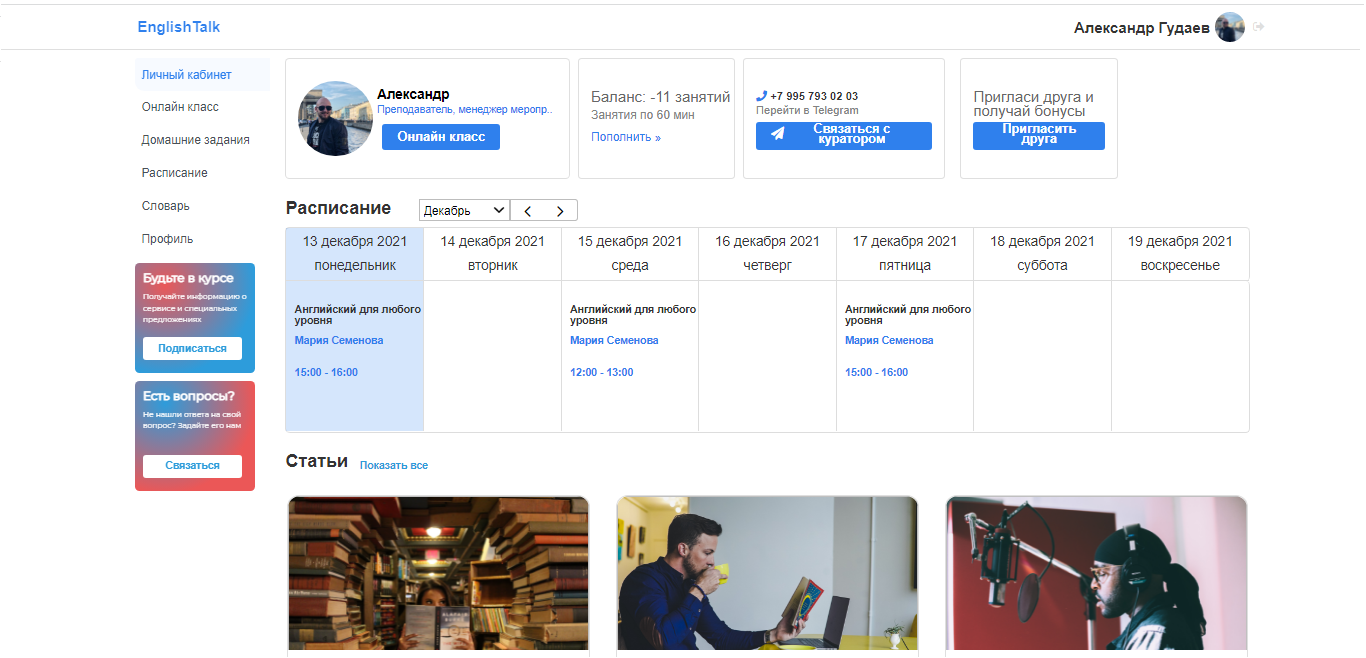 EnglishTalk
Александр Гудаев
Личный кабинет
Онлайн класс
Домашние задания
Расписание
Словарь
Профиль
Будьте в курсе
Получайте информацию о
сервисе и специальных
предложениях
Подписаться
Есть вопросы?
Не нашли ответа на свой
вопрос? Задайте его нам
Связаться
Александр
Преподаватель, менеджер меропр..
Онлайн класс
Баланс: -11 занятий
Занятия по 60 мин
Пополнить »
+7 995 793 02 03
Перейти в Telegram
Связаться с
куратором
Пригласи друга и
получай бонусы
Пригласить
друга
Расписание
Декабрь
13 декабря 2021
понедельник
14 декабря 2021
вторник
15 декабря 2021
среда
16 декабря 2021
четверг
17 декабря 2021
пятница
18 декабря 2021
суббота
19 декабря 2021
воскресенье
Английский для любого
уровня
Мария Семенова
15:00 - 16:00
Английский для любого
уровня
Мария Семенова
12:00 - 13:00
Английский для любого
уровня
Мария Семенова
15:00 - 16:00
Статьи
Показать все